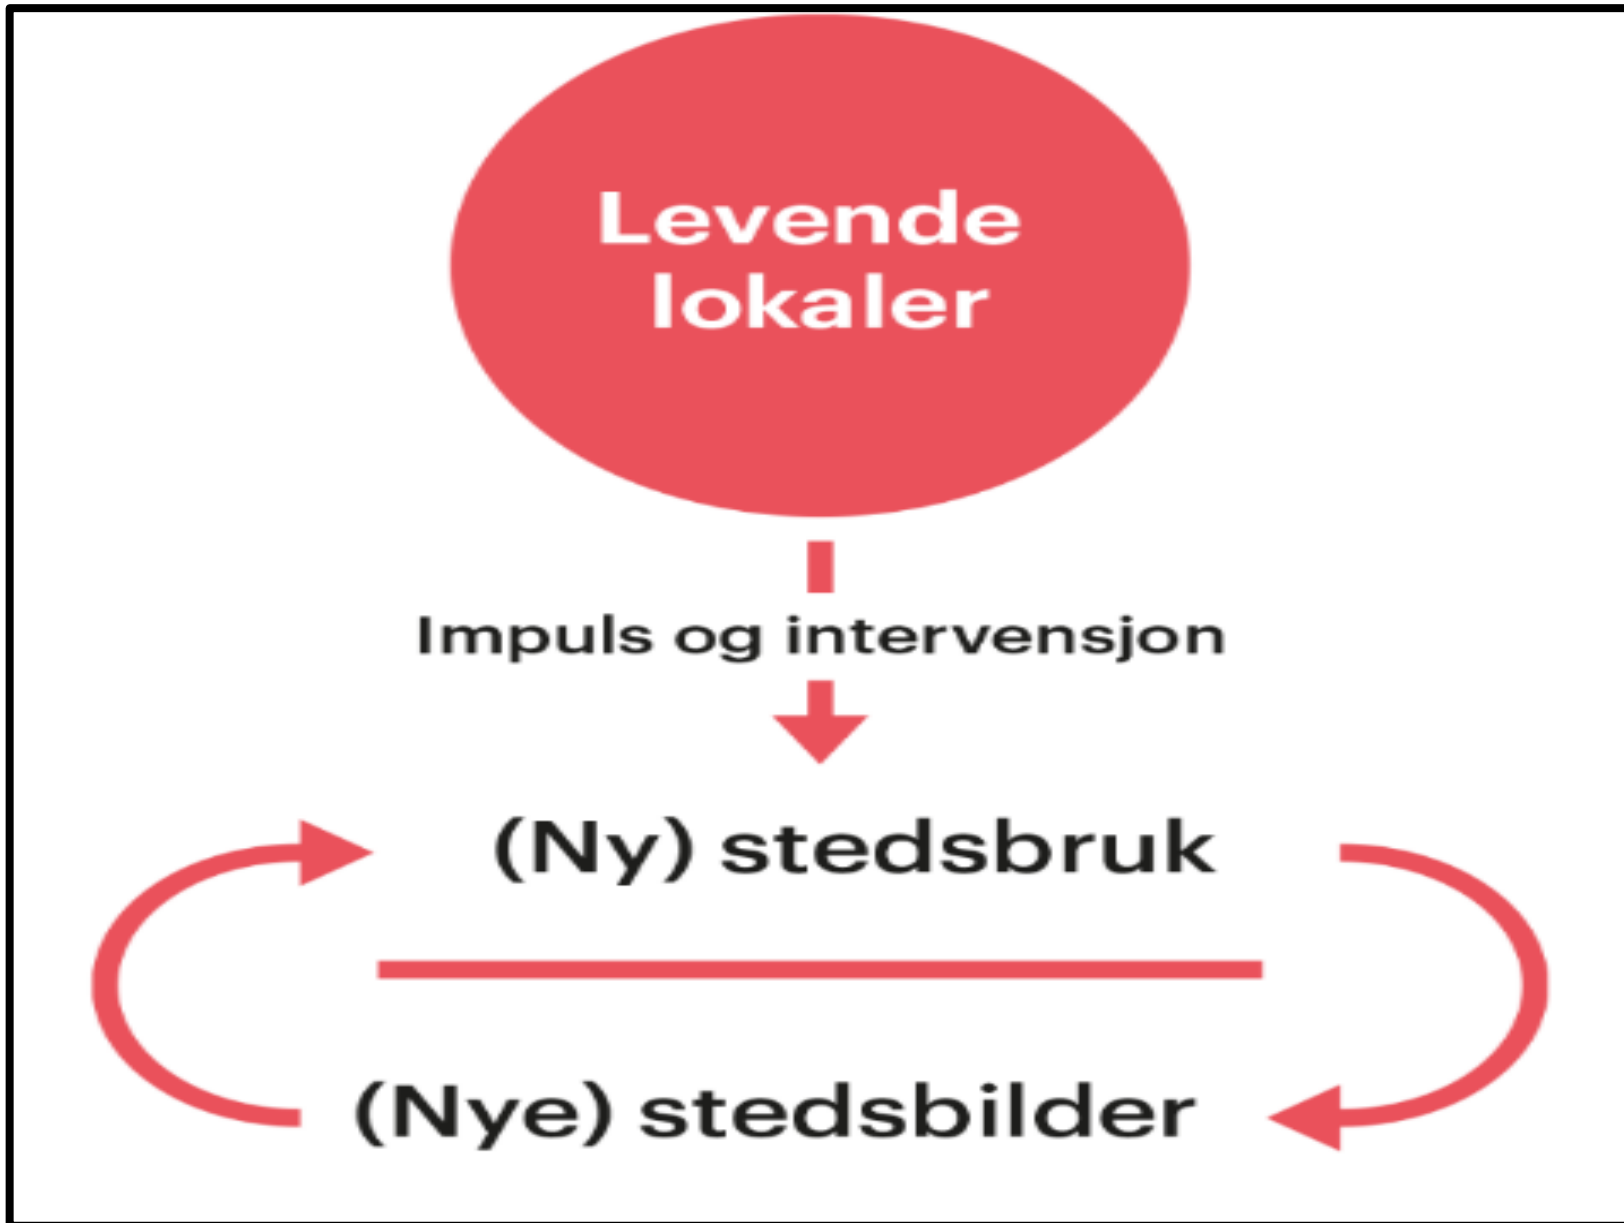 Levende
lokaler
Impuls og intervensjon
(Ny) stedsbruk
(Nye) stedsbilder